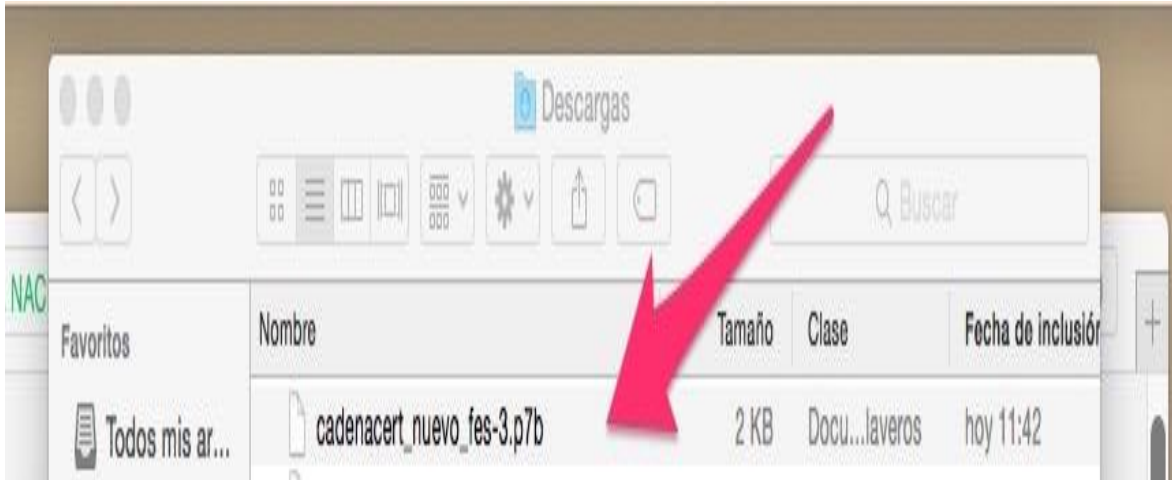 Descargas
Buscar
NAC
Favoritos
Nombre
Tamaño
Clase
Fecha de inclusión
Todos mis ar...
cadenacert_nuevo_fes-3.p7b
2 KB
Docu...laveros
hoy 11:42